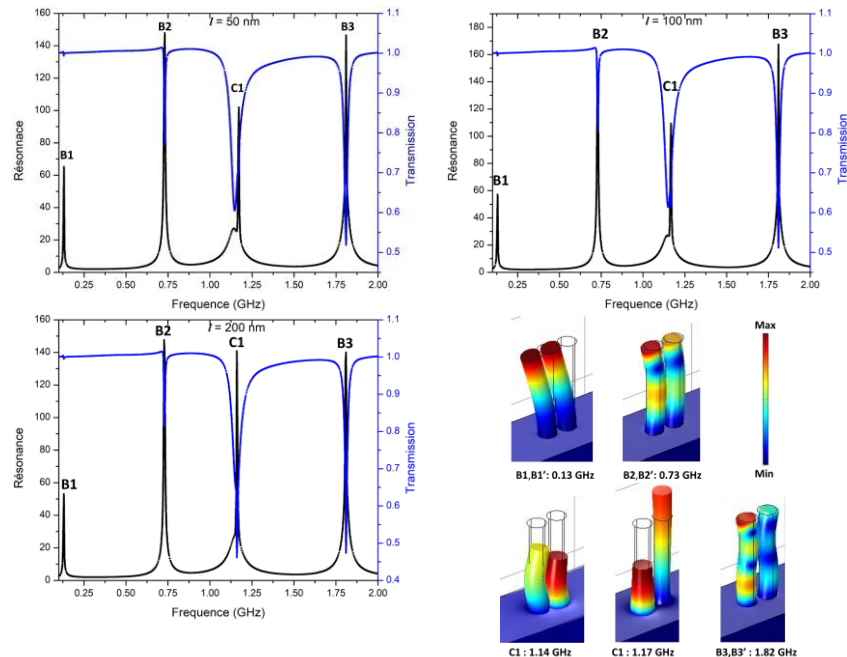 l = 50 nm
160
140
120
100
80
60
40
20
0
1.1
1.0
0.9
0.8
0.7
0.6
0.5
0.25 0.50 0.75 1.00 1.25 1.50 1.75 2.00
Résonnance
Transmission
Frequence (GHz)
B1
B2
C1
B3
l = 100 nm
180
160
140
120
100
80
60
40
20
0
1.1
1.0
0.9
0.8
0.7
0.6
0.5
0.25 0.50 0.75 1.00 1.25 1.50 1.75 2.00
Résonnance
Transmission
Frequence (GHz)
B1
B2
C1
B3
l = 200 nm
160
140
120
100
80
60
40
20
0
1.1
1.0
0.9
0.8
0.7
0.6
0.5
0.4
0.25 0.50 0.75 1.00 1.25 1.50 1.75 2.00
Résonnance
Transmission
Frequence (GHz)
B1
B2
C1
B3
Max
Min
B1,B1': 0.13 GHz
B2,B2': 0.73 GHz
C1 : 1.14 GHz
C1 : 1.17 GHz
B3,B3' : 1.82 GHz